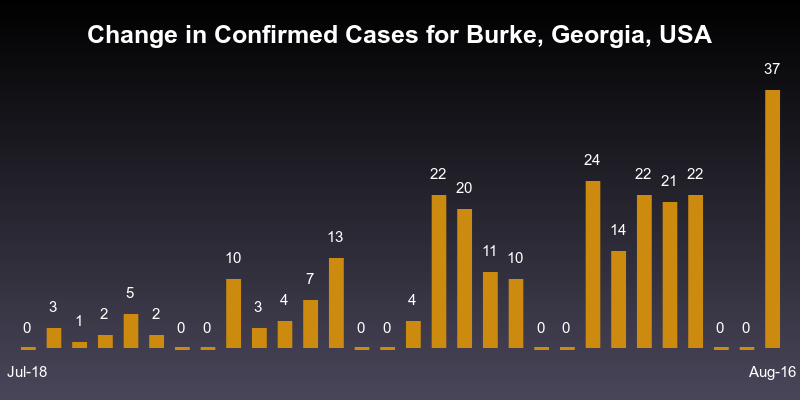 Change in Confirmed Cases for Burke, Georgia, USA
0 3 1 2 5 2 0 0 10 3 4 7 13 0 0 4 22 20 11 10 0 0 24 14 22 21 22 0 0 37
Jul-18 Aug-16